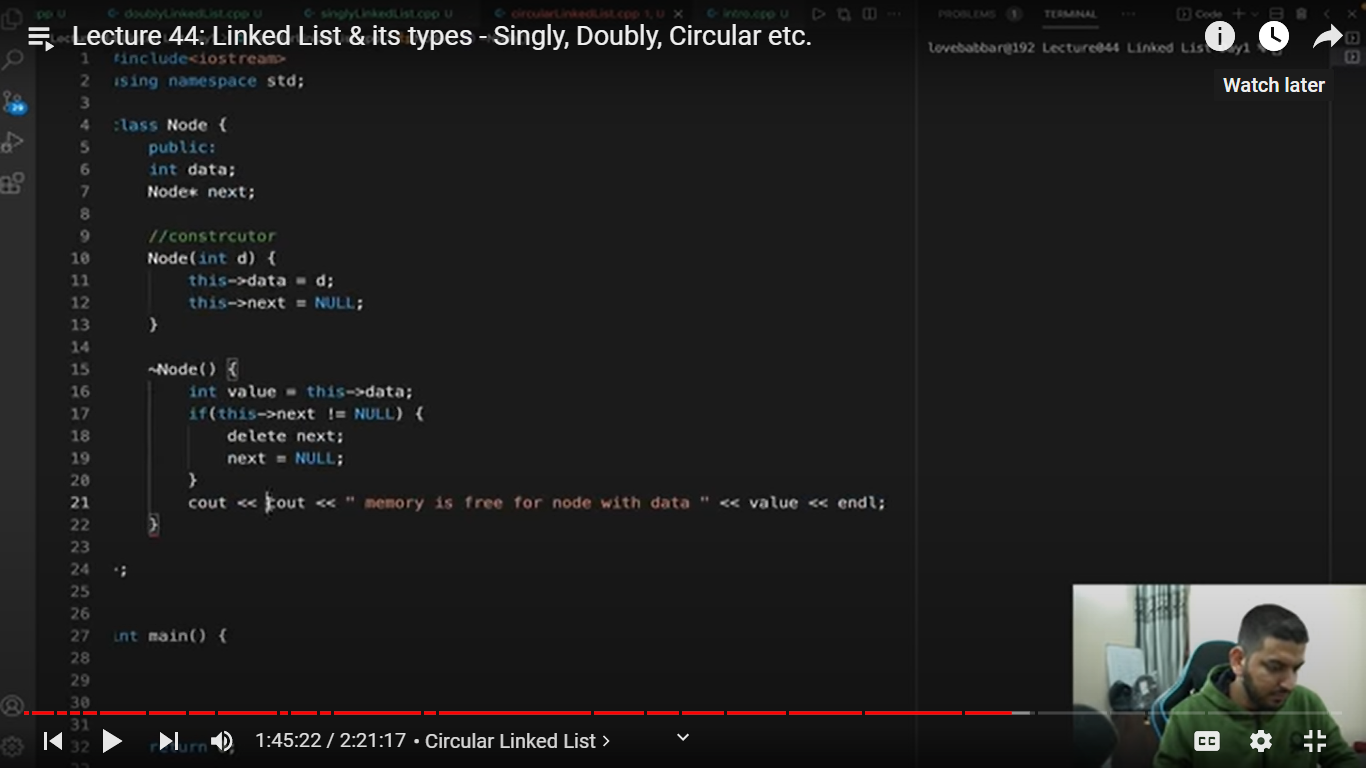 doublyLinkedList.cpp U singlyLinkedList.cpp U circularLinkedList.cpp 1, U intro.cpp U PROBLEMS 1 TERMINAL Code
Lecture 44: Linked List & its types - Singly, Doubly, Circular etc.
lovebabbar@192 Lecture044 Linked List Day1 %
Watch later
1 #include<iostream>
2 using namespace std;
3
4 class Node {
5 public:
6 int data;
7 Node* next;
8
9 //constrcutor
10 Node(int d) {
11 this->data = d;
12 this->next = NULL;
13 }
14
15 ~Node() {
16 int value = this->data;
17 if(this->next != NULL) {
18 delete next;
19 next = NULL;
20 }
21 cout << cout << " memory is free for node with data " << value << endl;
22 }
23
24 ;
25
26
27 int main() {
28
29
30
31
32 return
29
1:45:22 / 2:21:17 • Circular Linked List >
CC